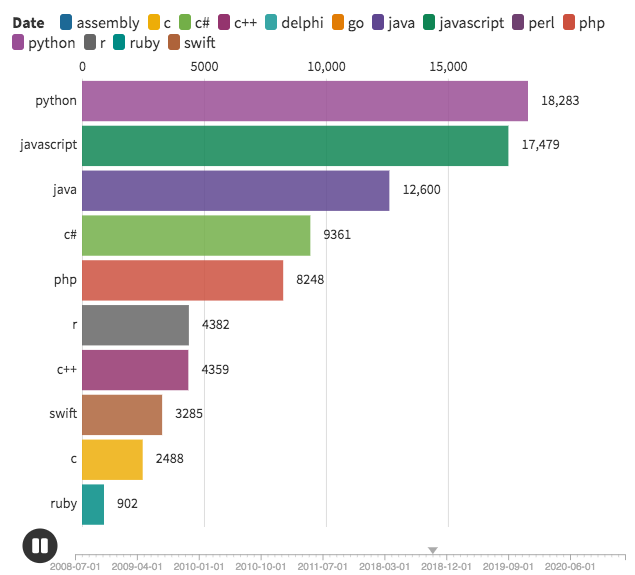 Date assembly c c# c++ delphi go java javascript perl php
python r ruby swift
0 5000 10,000 15,000
python 18,283
javascript 17,479
java 12,600
c# 9361
php 8248
r 4382
c++ 4359
swift 3285
c 2488
ruby 902
2008-07-01 2009-04-01 2010-01-01 2010-10-01 2011-07-01 2018-03-01 2018-12-01 2019-09-01 2020-06-01